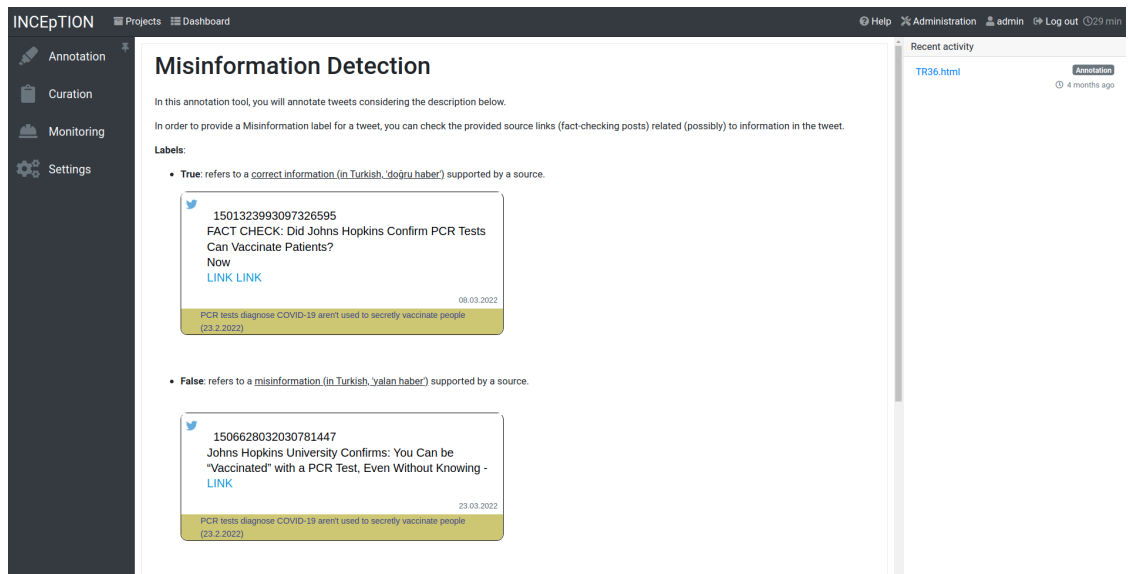 INCEpTION Projects Dashboard Help Administration admin Log out 29 min
Annotation
Curation
Monitoring
Settings
Misinformation Detection
In this annotation tool, you will annotate tweets considering the description below.
In order to provide a Misinformation label for a tweet, you can check the provided source links (fact-checking posts) related (possibly) to information in the tweet.
Labels:
• True: refers to a correct information (in Turkish, 'doğru haber') supported by a source.
1501323993097326595
FACT CHECK: Did Johns Hopkins Confirm PCR Tests
Can Vaccinate Patients?
Now
LINK LINK
08.03.2022
PCR tests diagnose COVID-19 aren't used to secretly vaccinate people
(23.2.2022)
• False: refers to a misinformation (in Turkish, 'yalan haber') supported by a source.
1506628032030781447
Johns Hopkins University Confirms: You Can be
“Vaccinated” with a PCR Test, Even Without Knowing -
LINK
23.03.2022
PCR tests diagnose COVID-19 aren't used to secretly vaccinate people
(23.2.2022)
Recent activity
TR36.html Annotation
4 months ago